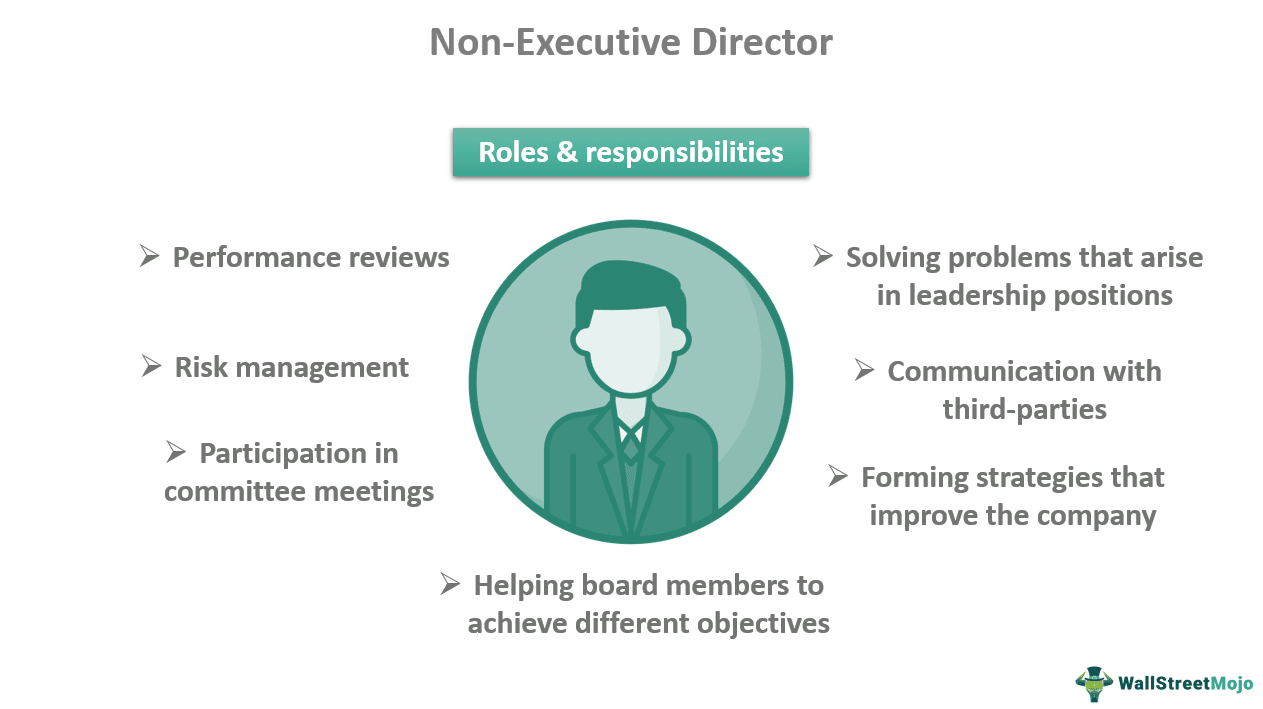 Non-Executive Director
Roles & responsibilities
➢ Performance reviews
➢ Risk management
➢ Participation in
committee meetings
➢ Solving problems that arise
in leadership positions
➢ Communication with
third-parties
➢ Forming strategies that
improve the company
➢ Helping board members to
achieve different objectives
WallStreetMojo